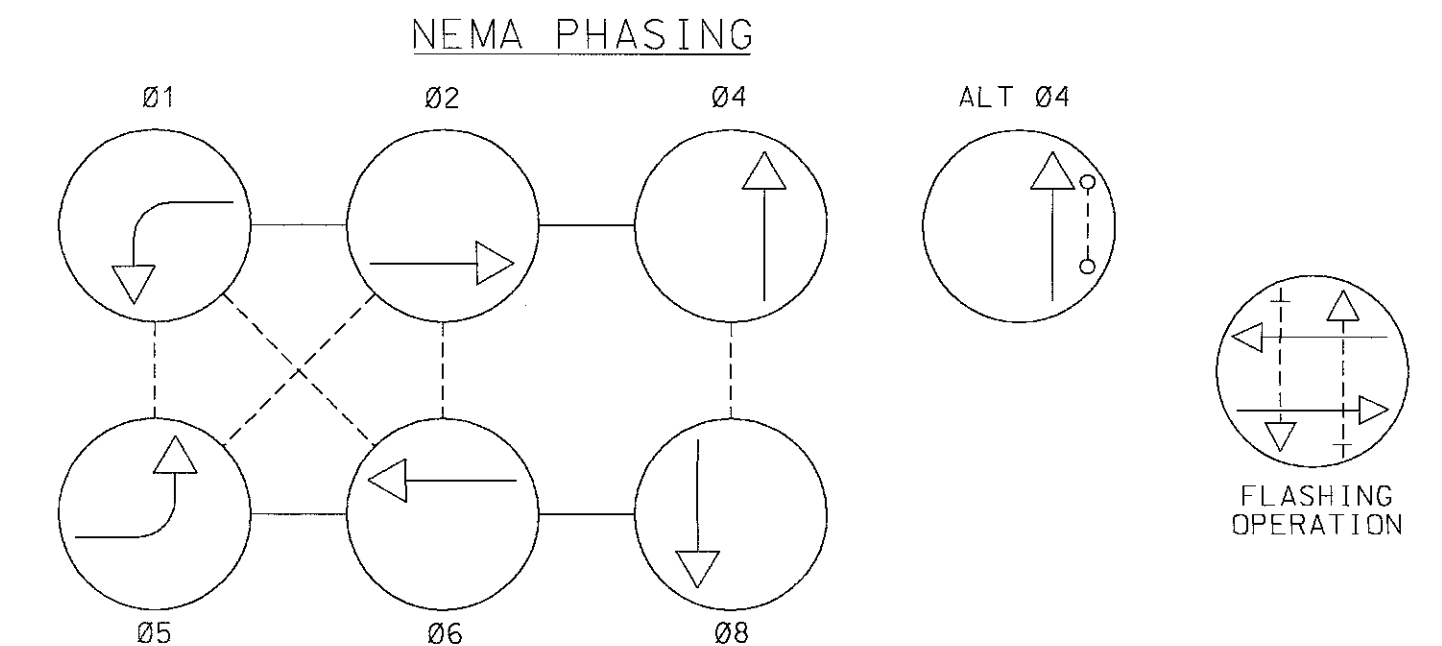 NEMA PHASING
Ø1
Ø2
Ø4
ALT Ø4
FLASHING
OPERATION
Ø5
Ø6
Ø8